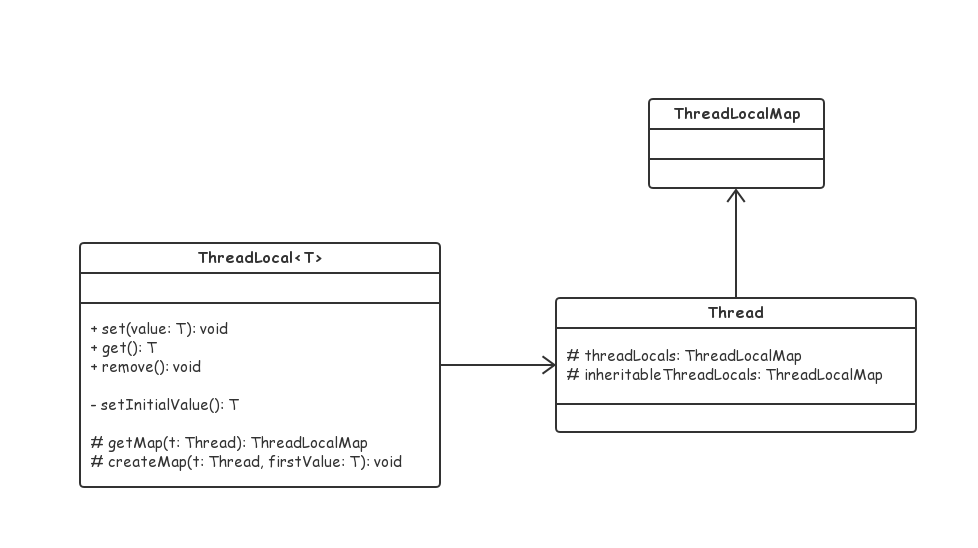 ThreadLocalMap
ThreadLocal<T>
+ set(value: T): void
+ get(): T
+ remove(): void
- setInitialValue(): T
# getMap(t: Thread): ThreadLocalMap
# createMap(t: Thread, firstValue: T): void
Thread
# threadLocals: ThreadLocalMap
# inheritableThreadLocals: ThreadLocalMap